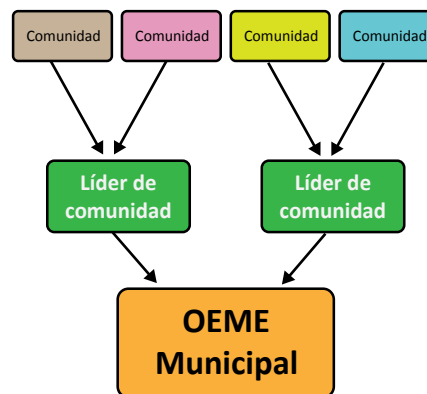 Comunidad
Comunidad
Comunidad
Comunidad
Líder de
comunidad
Líder de
comunidad
OEME
Municipal